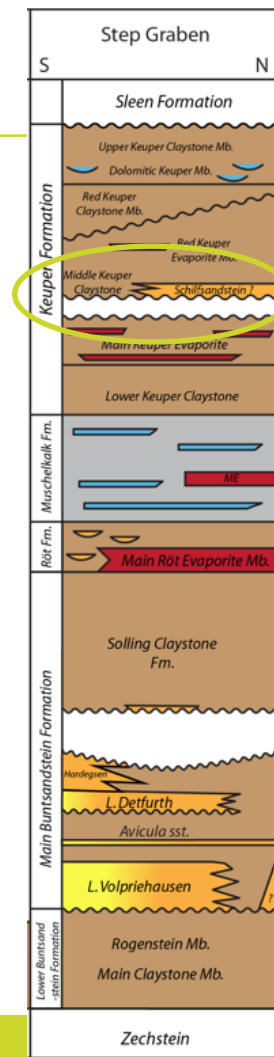 Step Graben
S N
Sleen Formation
Keuper Formation
Upper Keuper Claystone Mb.
Dolomitic Keuper Mb.
Red Keuper
Claystone Mb.
Red Keuper
Evaporite Mb.
Middle Keuper
Claystone
Schilfsandstein ?
Main Keuper Evaporite
Lower Keuper Claystone
Muschelkalk Fm.
ME
Röt Fm.
Main Röt Evaporite Mb.
Main Buntsandstein Formation
Solling Claystone
Fm.
Hardegsen
L. Detfurth
Avicula sst.
L. Volpriehausen
?
Lower Buntsand
-stein Formation
Rogenstein Mb.
Main Claystone Mb.
Zechstein